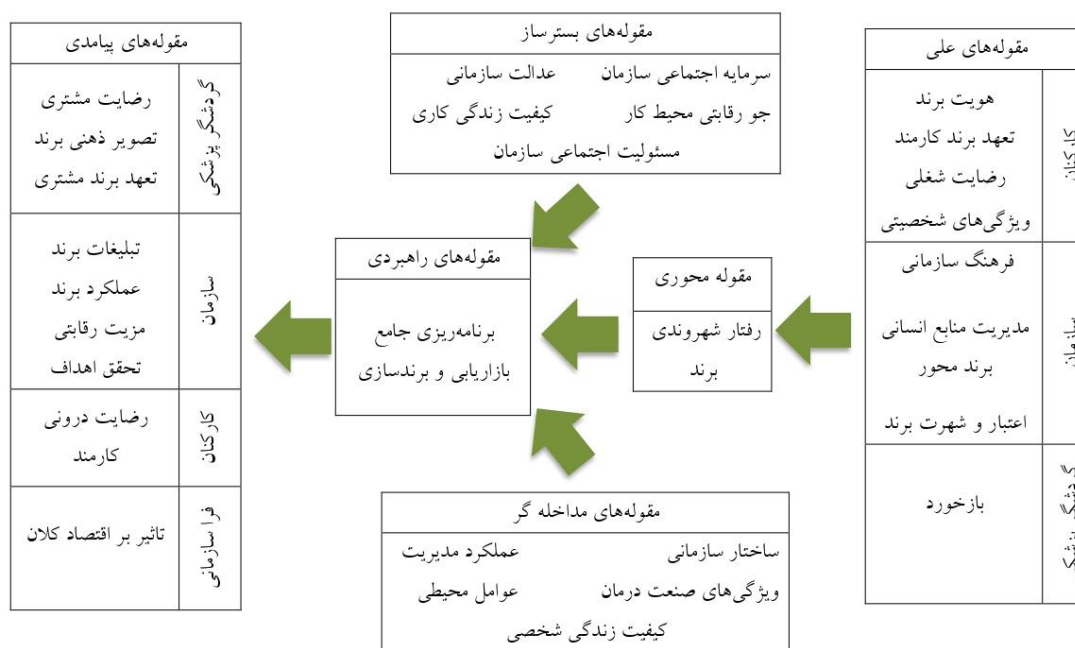 مقوله‌های علی
کارکنان
هویت برند
تعهد برند کارمند
رضایت شغلی
ویژگی‌های شخصیتی
سازمان
فرهنگ سازمانی
مدیریت منابع انسانی
برند محور
اعتبار و شهرت برند
گردشگر پزشکی
بازخورد
مقوله‌های بسترساز
سرمایه اجتماعی سازمان عدالت سازمانی
جو رقابتی محیط کار کیفیت زندگی کاری
مسئولیت اجتماعی سازمان
مقوله محوری
رفتار شهروندی
برند
مقوله‌های راهبردی
برنامه‌ریزی جامع
بازاریابی و برندسازی
مقوله‌های مداخله گر
ساختار سازمانی عملکرد مدیریت
ویژگی‌های صنعت درمان عوامل محیطی
کیفیت زندگی شخصی
مقوله‌های پیامدی
گردشگر پزشکی
رضایت مشتری
تصویر ذهنی برند
تعهد برند مشتری
سازمان
تبلیغات برند
عملکرد برند
مزیت رقابتی
تحقق اهداف
کارکنان
رضایت درونی
کارمند
فرا سازمانی
تاثیر بر اقتصاد کلان